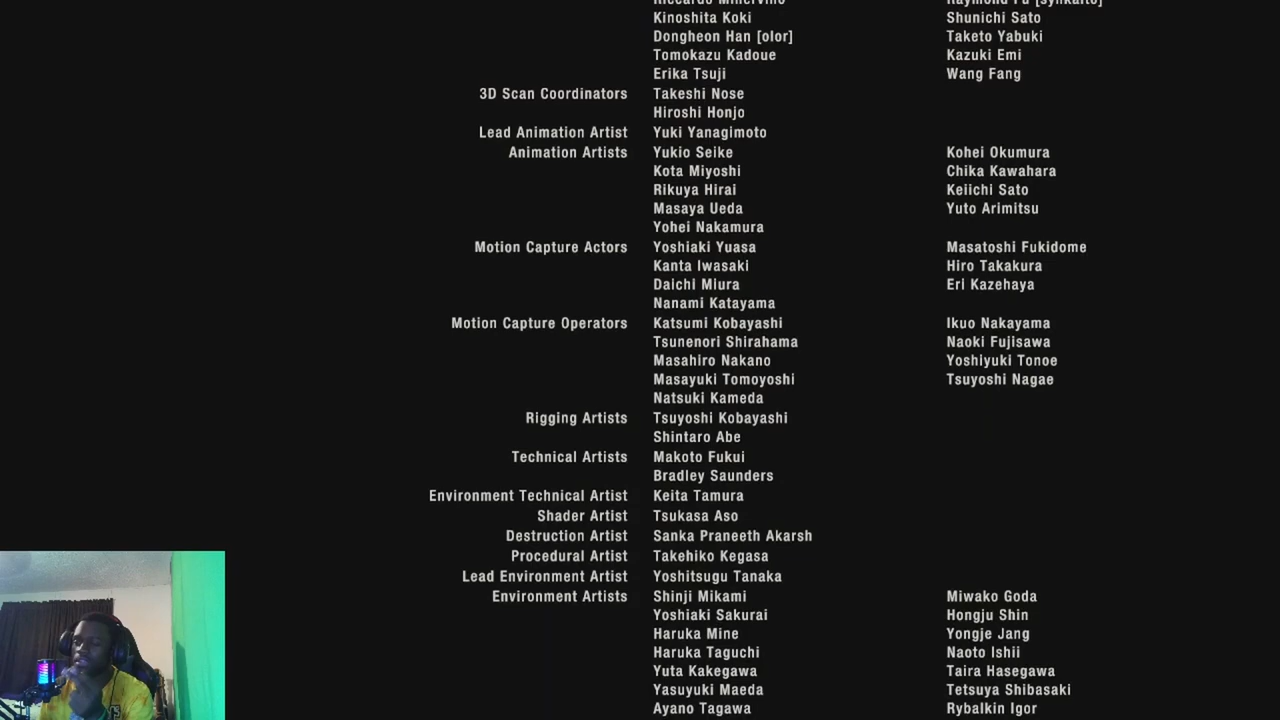 Riccardo Minervino Raymond Fu [synkaito]
Kinoshita Koki Shunichi Sato
Dongheon Han [olor] Taketo Yabuki
Tomokazu Kadoue Kazuki Emi
Erika Tsuji Wang Fang
3D Scan Coordinators Takeshi Nose
Hiroshi Honjo
Lead Animation Artist Yuki Yanagimoto
Animation Artists Yukio Seike Kohei Okumura
Kota Miyoshi Chika Kawahara
Rikuya Hirai Keiichi Sato
Masaya Ueda Yuto Arimitsu
Yohei Nakamura
Motion Capture Actors Yoshiaki Yuasa Masatoshi Fukidome
Kanta Iwasaki Hiro Takakura
Daichi Miura Erl Kazehaya
Nanami Katayama
Motion Capture Operators Katsumi Kobayashi Ikuo Nakayama
Tsunenori Shirahama Naoki Fujisawa
Masahiro Nakano Yoshiyuki Tonoe
Masayuki Tomoyoshi Tsuyoshi Nagae
Natsuki Kameda
Rigging Artists Tsuyoshi Kobayashi
Shintaro Abe
Technical Artists Makoto Fukui
Bradley Saunders
Environment Technical Artist Keita Tamura
Shader Artist Tsukasa Aso
Destruction Artist Sanka Praneeth Akarsh
Procedural Artist Takehiko Kegasa
Lead Environment Artist Yoshitsugu Tanaka
Environment Artists Shinji Mikami Miwako Goda
Yoshiaki Sakurai Hongju Shin
Haruka Mine Yongje Jang
Haruka Taguchi Naoto Ishii
Yuta Kakegawa Taira Hasegawa
Yasuyuki Maeda Tetsuya Shibasaki
Ayano Tagawa Rybalkin Igor